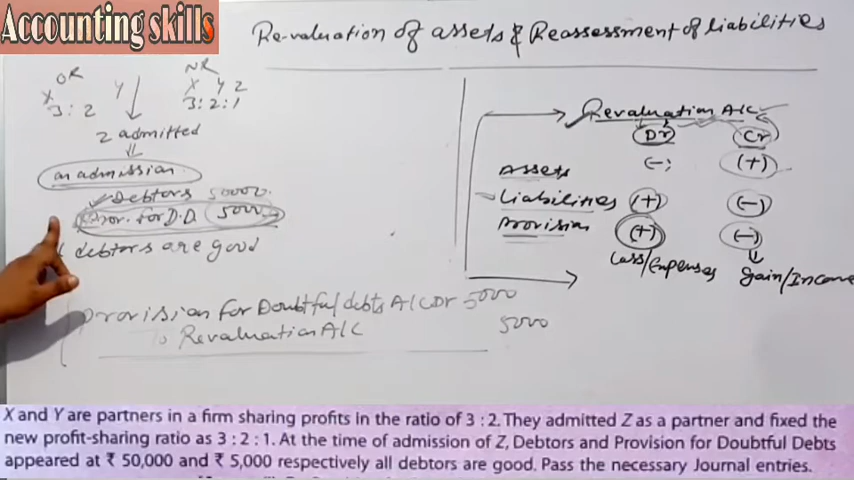 Accounting skills
Re-valuation of assets & Reassessment of liabilities
OR
X Y
3:2
NR
X Y Z
3:2:1
Z admitted
on admission
Debtors 50000
Prov. for D.D 5000
debtors are good
Provision for Doubtful debts A/C Dr 5000
To Revaluation A/C 5000
Revaluation A/C
Dr Cr
Assets (-) (+)
Liabilities (+) (-)
Provision (+) (-)
Loss/Expenses Gain/Income
X and Y are partners in a firm sharing profits in the ratio of 3 : 2. They admitted Z as a partner and fixed the
new profit-sharing ratio as 3 : 2 : 1. At the time of admission of Z, Debtors and Provision for Doubtful Debts
appeared at ₹ 50,000 and ₹ 5,000 respectively all debtors are good. Pass the necessary Journal entries.